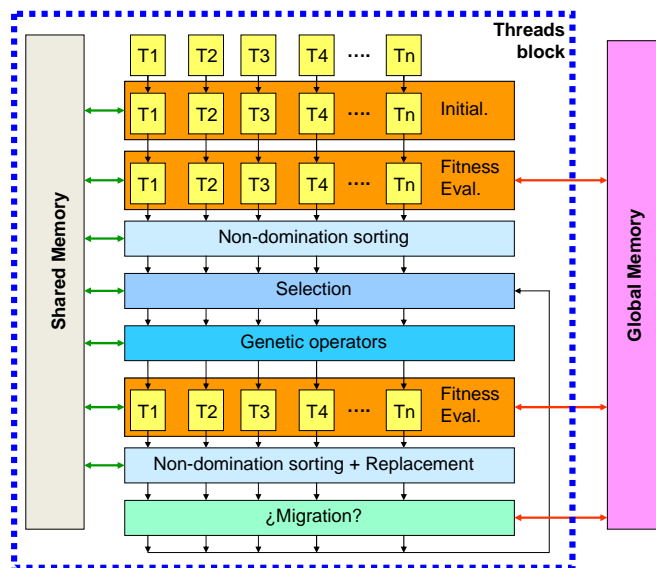 Threads
block
T1 T2 T3 T4 .... Tn
T1 T2 T3 T4 .... Tn Initial.
T1 T2 T3 T4 .... Tn Fitness
Eval.
Non-domination sorting
Selection
Genetic operators
T1 T2 T3 T4 .... Tn Fitness
Eval.
Non-domination sorting + Replacement
¿Migration?
Shared Memory
Global Memory